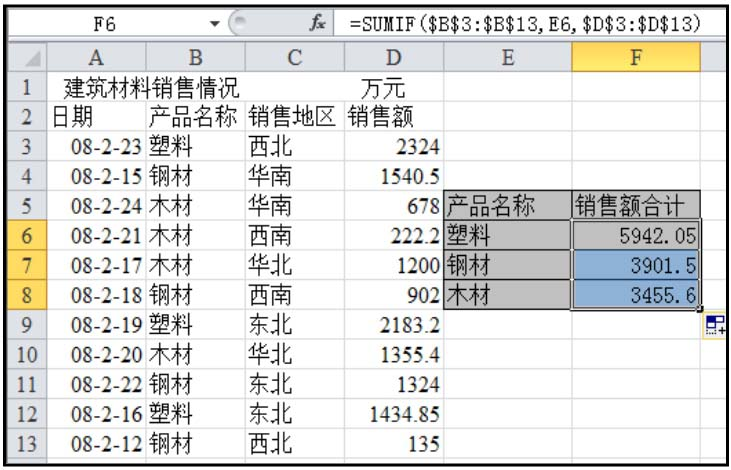 F6 fx =SUMIF($B$3:$B$13,E6,$D$3:$D$13)
A B C D E F
1 建筑材料销售情况 万元
2 日期 产品名称 销售地区 销售额
3 08-2-23 塑料 西北 2324
4 08-2-15 钢材 华南 1540.5
5 08-2-24 木材 华南 678 产品名称 销售额合计
6 08-2-21 木材 西南 222.2 塑料 5942.05
7 08-2-17 木材 华北 1200 钢材 3901.5
8 08-2-18 钢材 西南 902 木材 3455.6
9 08-2-19 塑料 东北 2183.2
10 08-2-20 木材 华北 1355.4
11 08-2-22 钢材 东北 1324
12 08-2-16 塑料 东北 1434.85
13 08-2-12 钢材 西北 135